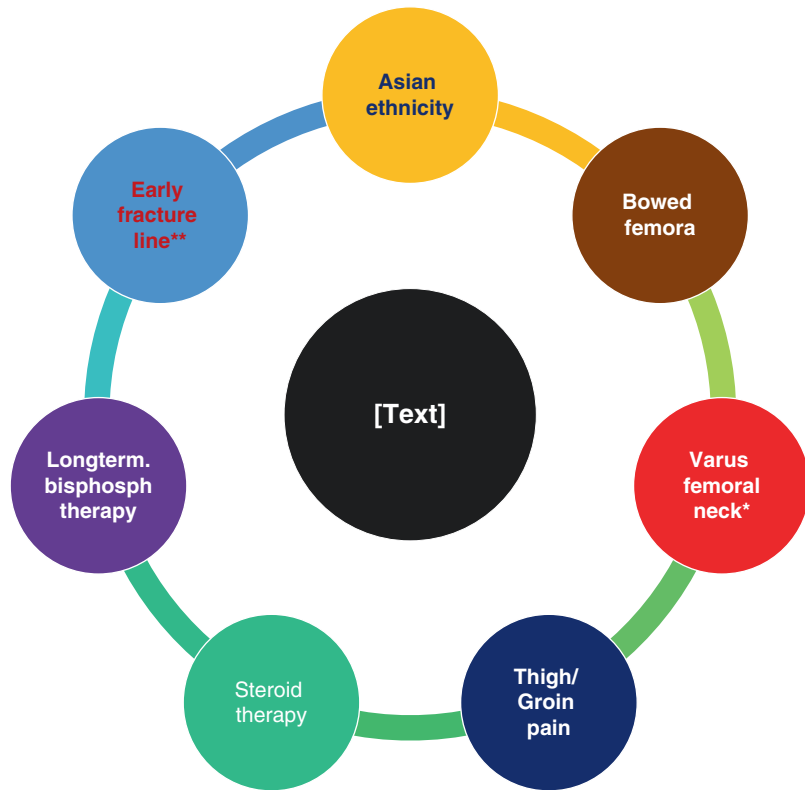 Asian
ethnicity
Bowed
femora
Varus
femoral
neck*
Thigh/
Groin
pain
Steroid
therapy
Longterm.
bisphosph
therapy
Early
fracture
line**
[Text]